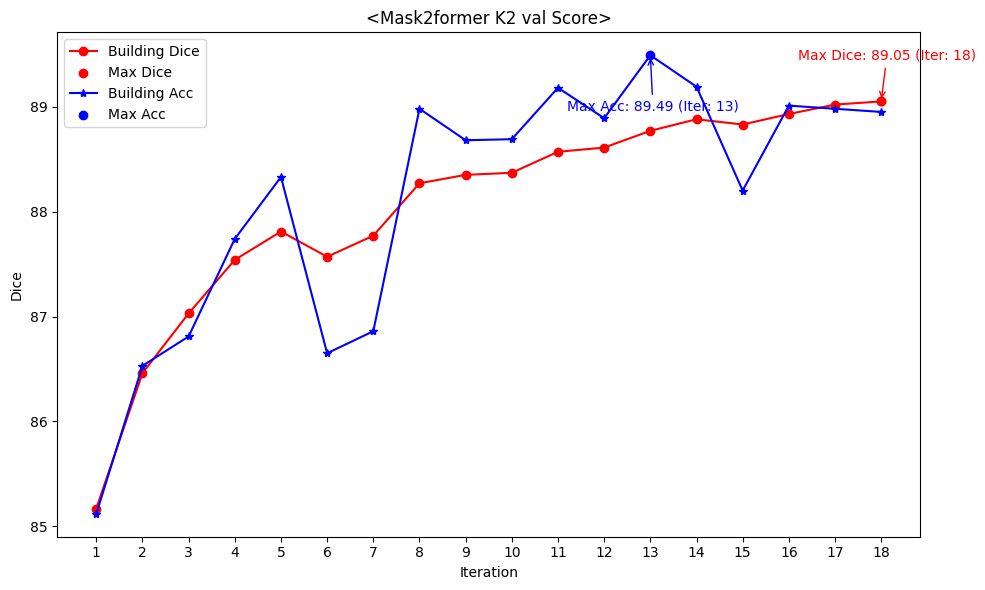 <Mask2former K2 val Score>
Building Dice
Max Dice
Building Acc
Max Acc
Max Dice: 89.05 (Iter: 18)
Max Acc: 89.49 (Iter: 13)
Dice
89
88
87
86
85
1 2 3 4 5 6 7 8 9 10 11 12 13 14 15 16 17 18
Iteration